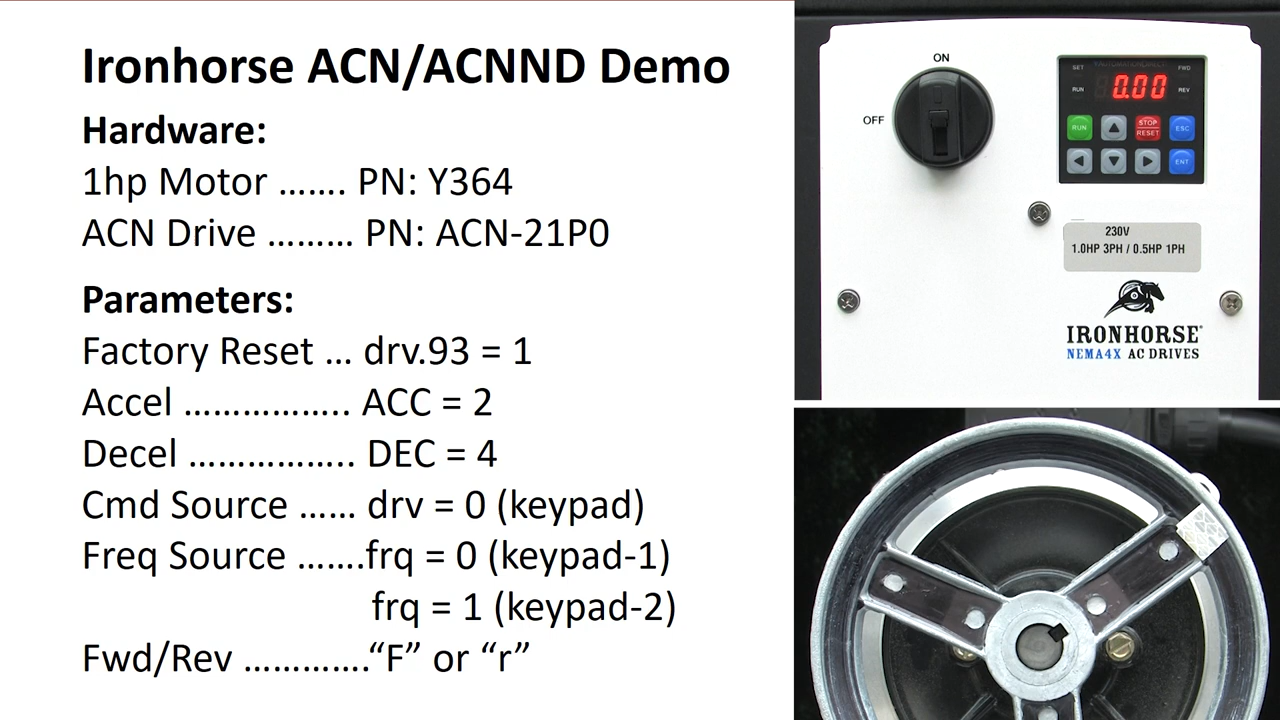 Ironhorse ACN/ACNND Demo
Hardware:
1hp Motor ……. PN: Y364
ACN Drive ……… PN: ACN-21P0
Parameters:
Factory Reset … drv.93 = 1
Accel …………….. ACC = 2
Decel …………….. DEC = 4
Cmd Source …… drv = 0 (keypad)
Freq Source …….frq = 0 (keypad-1)
frq = 1 (keypad-2)
Fwd/Rev ………….“F” or “r”
ON
OFF
SET
FWD
RUN
0.00
REV
RUN
STOP
RESET
ESC
ENT
230V
1.0HP 3PH / 0.5HP 1PH
IRONHORSE
NEMA4X AC DRIVES